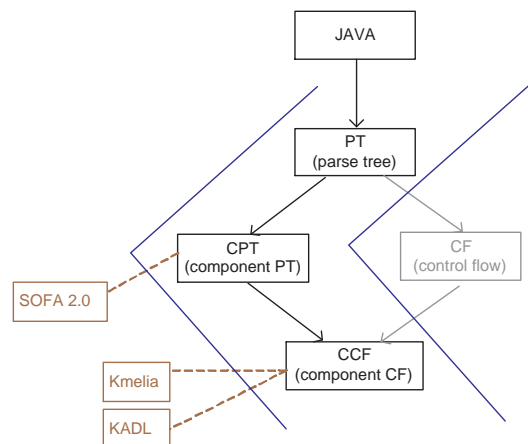 JAVA
PT
(parse tree)
CPT
(component PT)
CF
(control flow)
SOFA 2.0
CCF
(component CF)
Kmelia
KADL